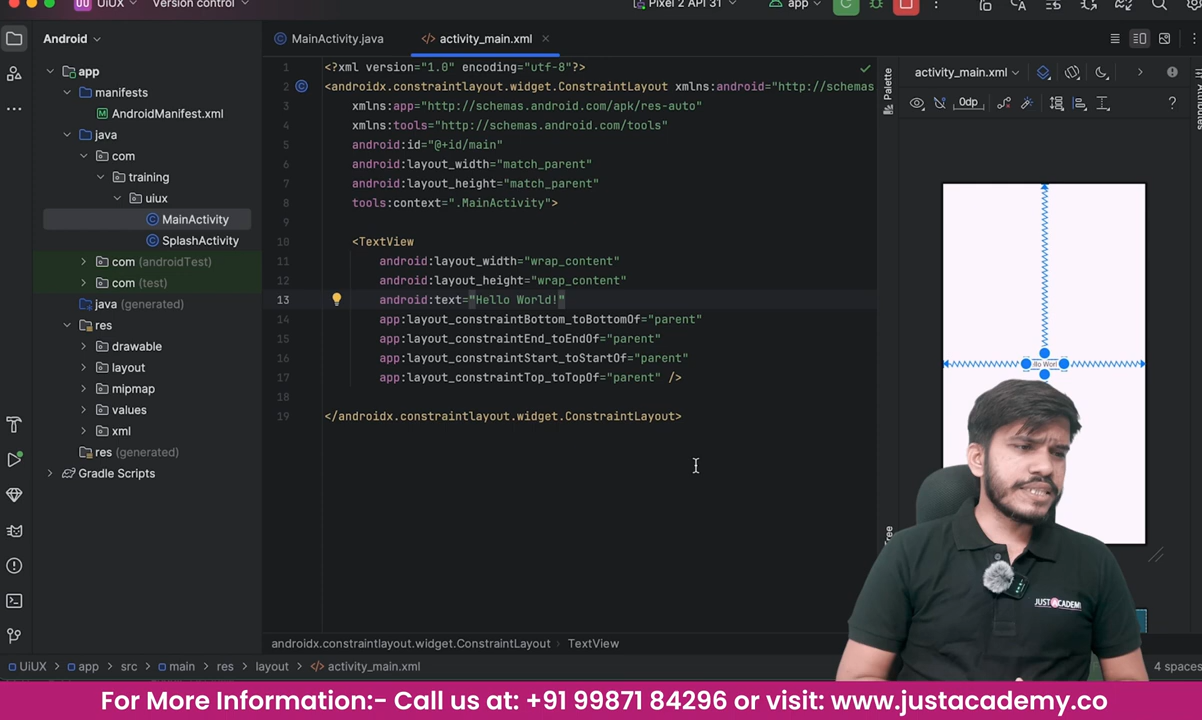 UU UiUX Version control
Pixel 2 API 31 app
Android
MainActivity.java
</> activity_main.xml
app
manifests
AndroidManifest.xml
java
com
training
uiux
MainActivity
SplashActivity
com (androidTest)
com (test)
java (generated)
res
drawable
layout
mipmap
values
xml
res (generated)
Gradle Scripts
1 <?xml version="1.0" encoding="utf-8"?>
2 <androidx.constraintlayout.widget.ConstraintLayout xmlns:android="http://schemas
3 xmlns:app="http://schemas.android.com/apk/res-auto"
4 xmlns:tools="http://schemas.android.com/tools"
5 android:id="@+id/main"
6 android:layout_width="match_parent"
7 android:layout_height="match_parent"
8 tools:context=".MainActivity">
9
10 <TextView
11 android:layout_width="wrap_content"
12 android:layout_height="wrap_content"
13 android:text="Hello World!"
14 app:layout_constraintBottom_toBottomOf="parent"
15 app:layout_constraintEnd_toEndOf="parent"
16 app:layout_constraintStart_toStartOf="parent"
17 app:layout_constraintTop_toTopOf="parent" />
18
19 </androidx.constraintlayout.widget.ConstraintLayout>
Palette
activity_main.xml
0dp
?
JUSTACADEMY
androidx.constraintlayout.widget.ConstraintLayout > TextView
UiUX > app > src > main > res > layout > </> activity_main.xml
4 spaces
For More Information:- Call us at: +91 99871 84296 or visit: www.justacademy.co